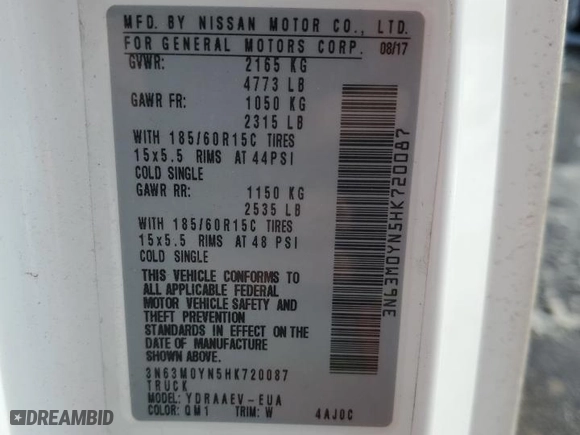 MFD. BY NISSAN MOTOR CO., LTD.
FOR GENERAL MOTORS CORP. 08/17
GVWR: 2165 KG
4773 LB
GAWR FR: 1050 KG
2315 LB
WITH 185/60R15C TIRES
15x5.5 RIMS AT 44PSI
COLD SINGLE
GAWR RR: 1150 KG
2535 LB
WITH 185/60R15C TIRES
15x5.5 RIMS AT 48 PSI
COLD SINGLE
THIS VEHICLE CONFORMS TO
ALL APPLICABLE FEDERAL
MOTOR VEHICLE SAFETY AND
THEFT PREVENTION
STANDARDS IN EFFECT ON THE
DATE OF MANUFACTURE
SHOWN ABOVE.
3N63M0YN5HK720087
TRUCK
MODEL: YDRAAEV-EUA
COLOR: QM1 TRIM: W 4AJ0C
3N63M0YN5HK720087
DREAMBID